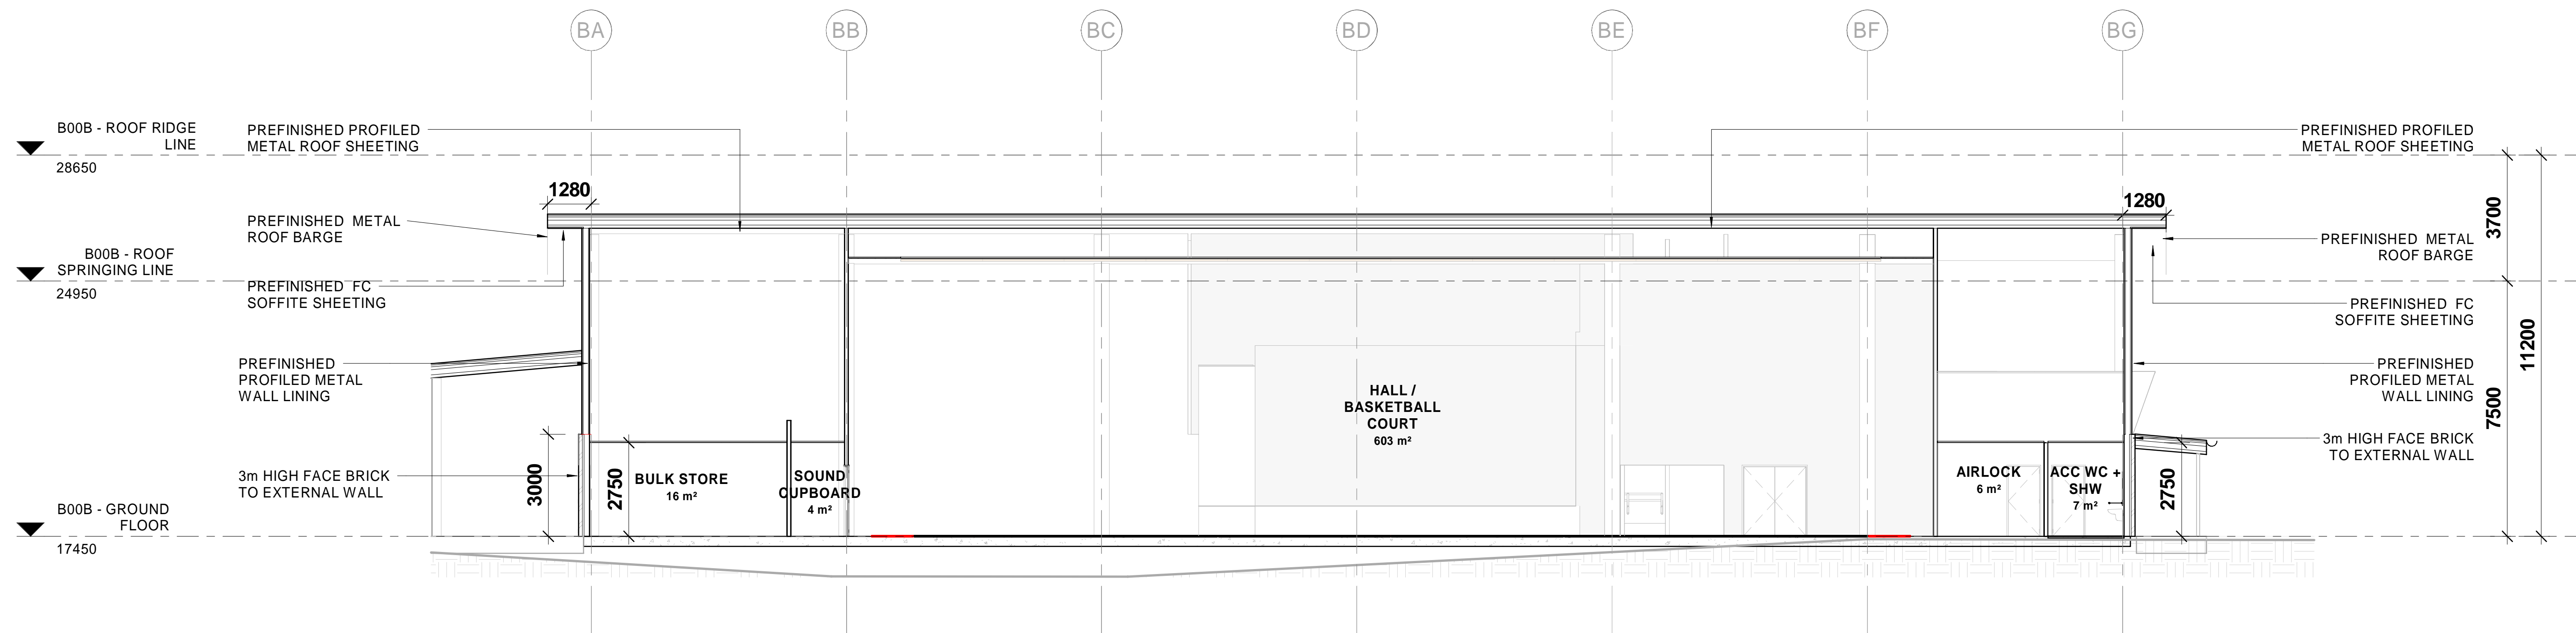 BA
BB
BC
BD
BE
BF
BG
B00B - ROOF RIDGE
LINE
28650
PREFINISHED PROFILED
METAL ROOF SHEETING
PREFINISHED PROFILED
METAL ROOF SHEETING
1280
1280
PREFINISHED METAL
ROOF BARGE
3700
PREFINISHED METAL
ROOF BARGE
B00B - ROOF
SPRINGING LINE
24950
PREFINISHED FC
SOFFITE SHEETING
PREFINISHED FC
SOFFITE SHEETING
11200
PREFINISHED
PROFILED METAL
WALL LINING
PREFINISHED
PROFILED METAL
WALL LINING
7500
HALL /
BASKETBALL
COURT
603 m²
3m HIGH FACE BRICK
TO EXTERNAL WALL
3000
2750
BULK STORE
16 m²
SOUND
CUPBOARD
4 m²
AIRLOCK
6 m²
ACC WC +
SHW
7 m²
2750
3m HIGH FACE BRICK
TO EXTERNAL WALL
B00B - GROUND
FLOOR
17450